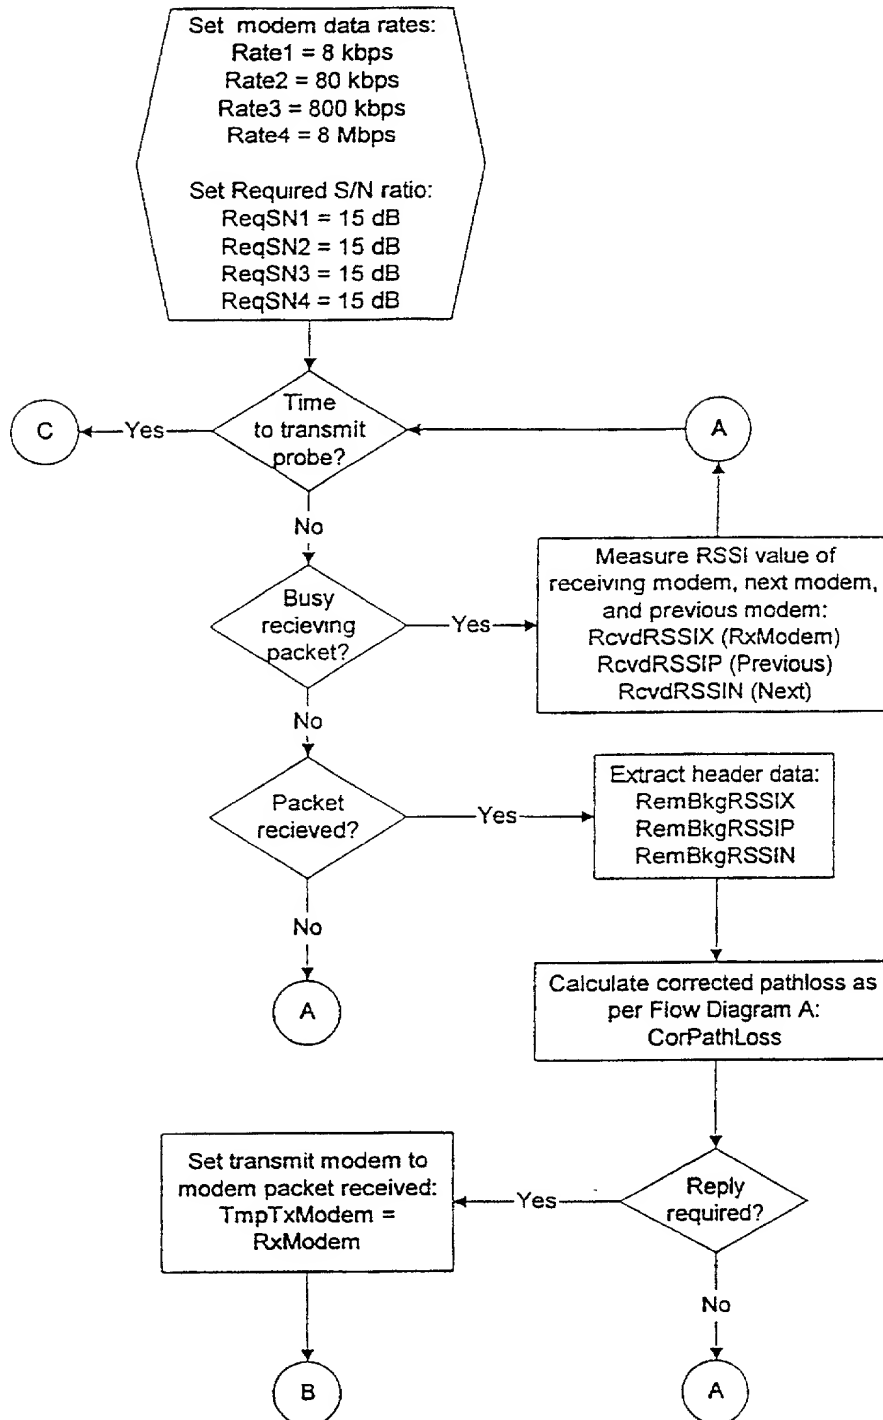 Set modem data rates:
Rate1 = 8 kbps
Rate2 = 80 kbps
Rate3 = 800 kbps
Rate4 = 8 Mbps
Set Required S/N ratio:
ReqSN1 = 15 dB
ReqSN2 = 15 dB
ReqSN3 = 15 dB
ReqSN4 = 15 dB
Time
to transmit
probe?
Yes
C
A
No
Busy
recieving
packet?
Yes
Measure RSSI value of
receiving modem, next modem,
and previous modem:
RcvdRSSIX (RxModem)
RcvdRSSIP (Previous)
RcvdRSSIN (Next)
No
Packet
recieved?
Yes
Extract header data:
RemBkgRSSIX
RemBkgRSSIP
RemBkgRSSIN
No
A
Calculate corrected pathloss as
per Flow Diagram A:
CorPathLoss
Reply
required?
Yes
Set transmit modem to
modem packet received:
TmpTxModem =
RxModem
No
B
A